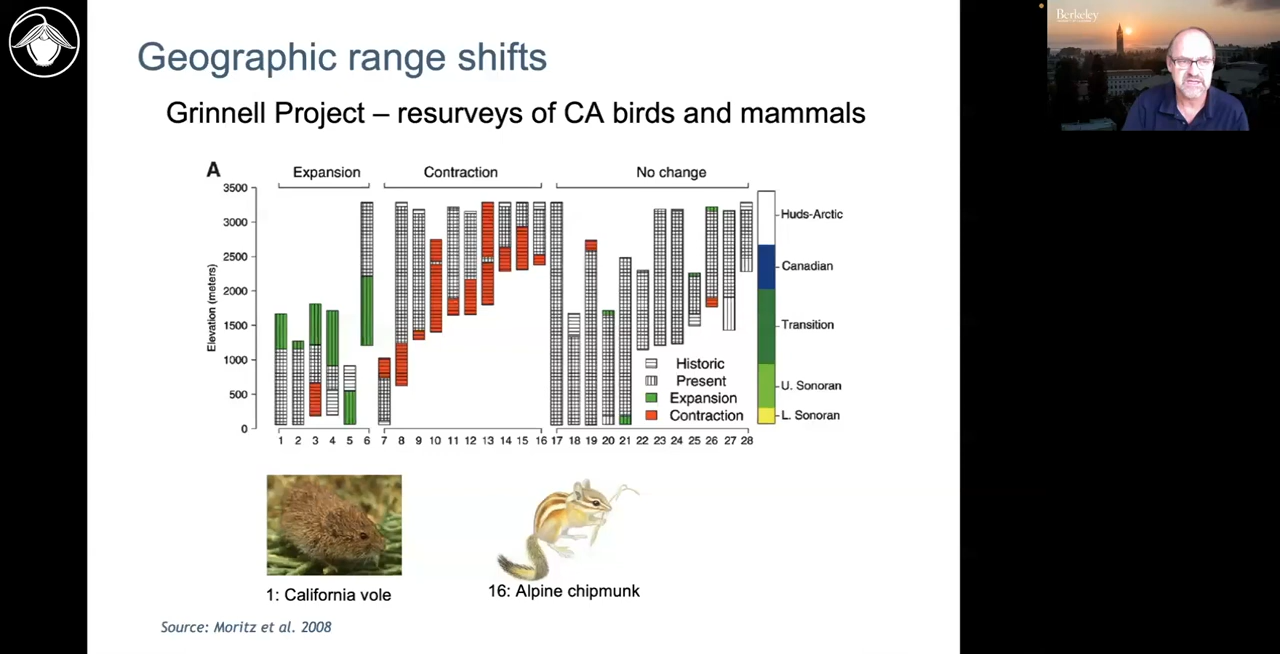 Berkeley
Geographic range shifts
Grinnell Project – resurveys of CA birds and mammals
A
Expansion
Contraction
No change
Elevation (meters)
3500
3000
2500
2000
1500
1000
500
0
1 2 3 4 5 6 7 8 9 10 11 12 13 14 15 16 17 18 19 20 21 22 23 24 25 26 27 28
Historic
Present
Expansion
Contraction
Huds-Arctic
Canadian
Transition
U. Sonoran
L. Sonoran
1: California vole
16: Alpine chipmunk
Source: Moritz et al. 2008